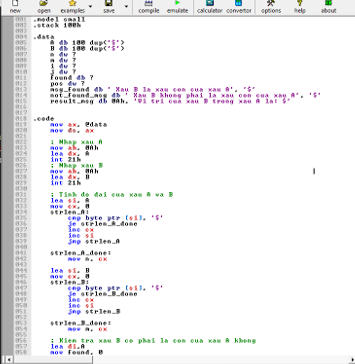 new open examples save compile emulate calculator convertor options help about
001 .model small
002 .stack 100h
003
004 .data
005 A db 100 dup('$')
006 B db 100 dup('$')
007 n dw ?
008 m dw ?
009 i dw ?
010 j dw ?
011 found db ?
012 pos dw ?
013 msg_found db ' Xau B la xau con cua xau A', '$'
014 not_found_msg db ' Xau B khong phai la xau con cua xau A', '$'
015 result_msg db 0Ah, 'Vi tri cua xau B trong xau A la: $'
016
017
018 .code
019 mov ax, @data
020 mov ds, ax
021
022 ; Nhap xau A
023 mov ah, 0Ah
024 lea dx, A
025 int 21h
026 ; Nhap xau B
027 mov ah, 0Ah
028 lea dx, B
029 int 21h
030
031 ; Tinh do dai cua xau A va B
032 lea si, A
033 mov cx, 0
034 strlen_A:
035 cmp byte ptr [si], '$'
036 je strlen_A_done
037 inc cx
038 inc si
039 jmp strlen_A
040
041 strlen_A_done:
042 mov n, cx
043
044 lea si, B
045 mov cx, 0
046 strlen_B:
047 cmp byte ptr [si], '$'
048 je strlen_B_done
049 inc cx
050 inc si
051 jmp strlen_B
052
053 strlen_B_done:
054 mov m, cx
055
056 ; Kiem tra xau B co phai la con cua xau A khong
057 lea di,A
058 mov found, 0